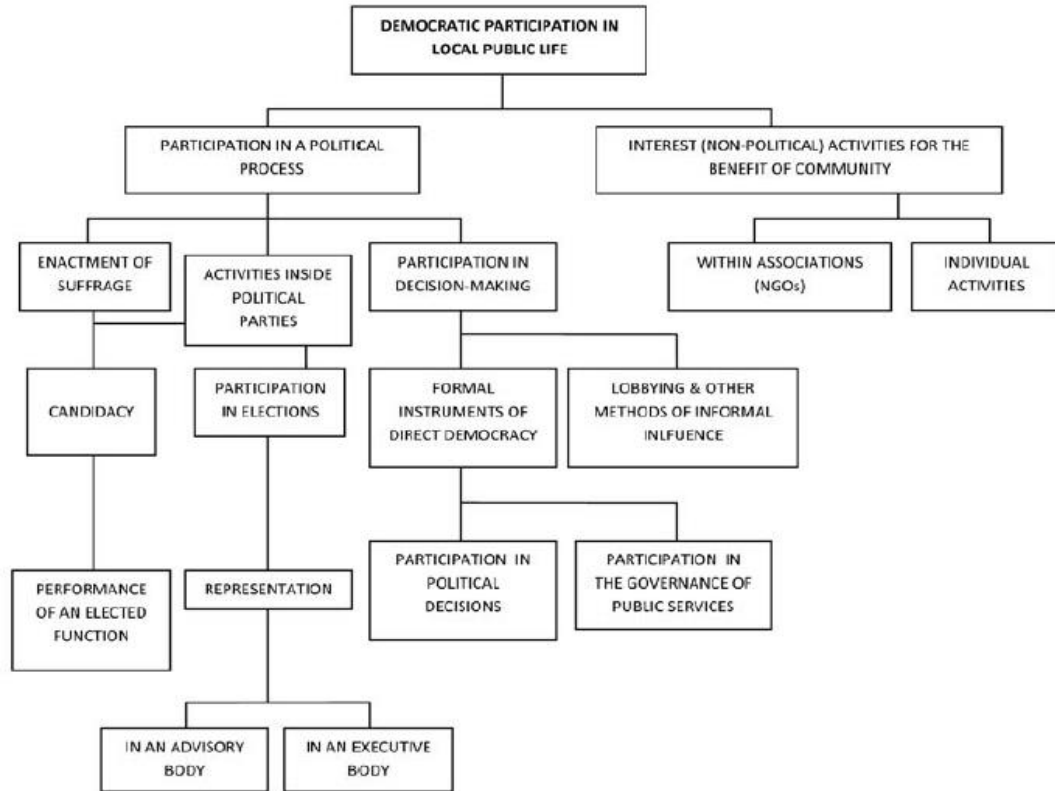 DEMOCRATIC PARTICIPATION IN
LOCAL PUBLIC LIFE
PARTICIPATION IN A POLITICAL
PROCESS
INTEREST (NON-POLITICAL) ACTIVITIES FOR THE
BENEFIT OF COMMUNITY
ENACTMENT OF
SUFFRAGE
ACTIVITIES INSIDE
POLITICAL
PARTIES
PARTICIPATION IN
DECISION-MAKING
WITHIN ASSOCIATIONS
(NGOs)
INDIVIDUAL
ACTIVITIES
CANDIDACY
PARTICIPATION
IN ELECTIONS
FORMAL
INSTRUMENTS OF
DIRECT DEMOCRACY
LOBBYING & OTHER
METHODS OF INFORMAL
INLFUENCE
PERFORMANCE
OF AN ELECTED
FUNCTION
REPRESENTATION
PARTICIPATION IN
POLITICAL
DECISIONS
PARTICIPATION IN
THE GOVERNANCE OF
PUBLIC SERVICES
IN AN ADVISORY
BODY
IN AN EXECUTIVE
BODY